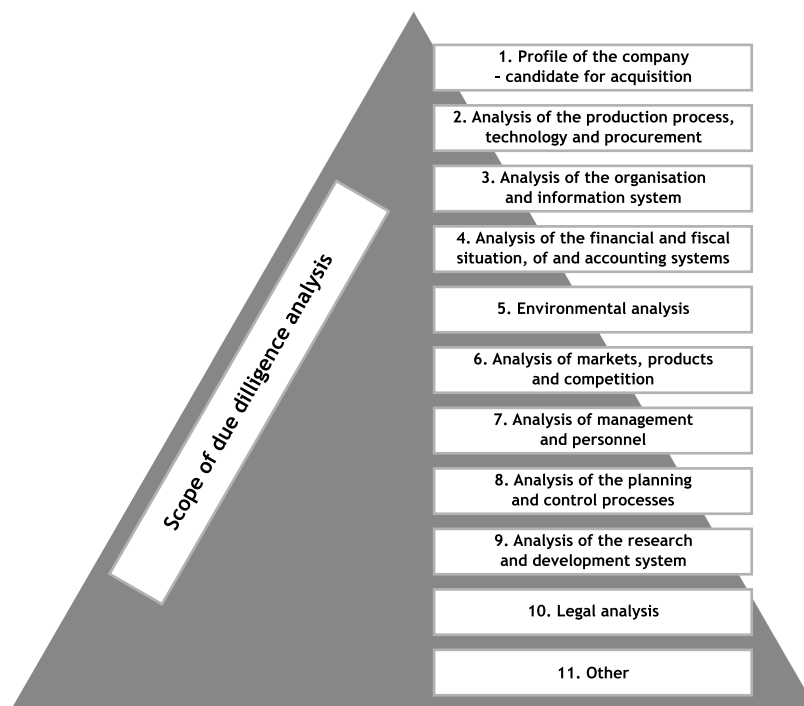 1. Profile of the company
- candidate for acquisition
2. Analysis of the production process,
technology and procurement
3. Analysis of the organisation
and information system
4. Analysis of the financial and fiscal
situation, of and accounting systems
5. Environmental analysis
6. Analysis of markets, products
and competition
7. Analysis of management
and personnel
8. Analysis of the planning
and control processes
9. Analysis of the research
and development system
10. Legal analysis
11. Other
Scope of due dilligence analysis